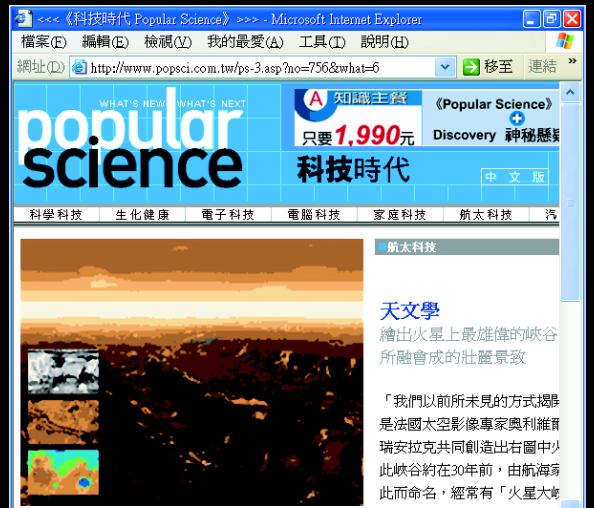 <<<《科技時代 Popular Science》>>> - Microsoft Internet Explorer
檔案(F) 編輯(E) 檢視(V) 我的最愛(A) 工具(T) 說明(H)
網址(D) http://www.popsci.com.tw/ps-3.asp?no=756&what=6 移至 連結 »
WHAT'S NEW WHAT'S NEXT
popular
science
A 知識主餐
只要1,990元
《Popular Science》
Discovery 神秘懸疑
科技時代
中文版
科學科技 生化健康 電子科技 電腦科技 家庭科技 航太科技 汽
航太科技
天文學
繪出火星上最雄偉的峽谷
所融會成的壯麗景致
「我們以前所未見的方式揭開
是法國太空影像專家奧利維爾
瑞安拉克共同創造出右圖中火
此峽谷約在30年前，由航海家
此而命名，經常有「火星大峽